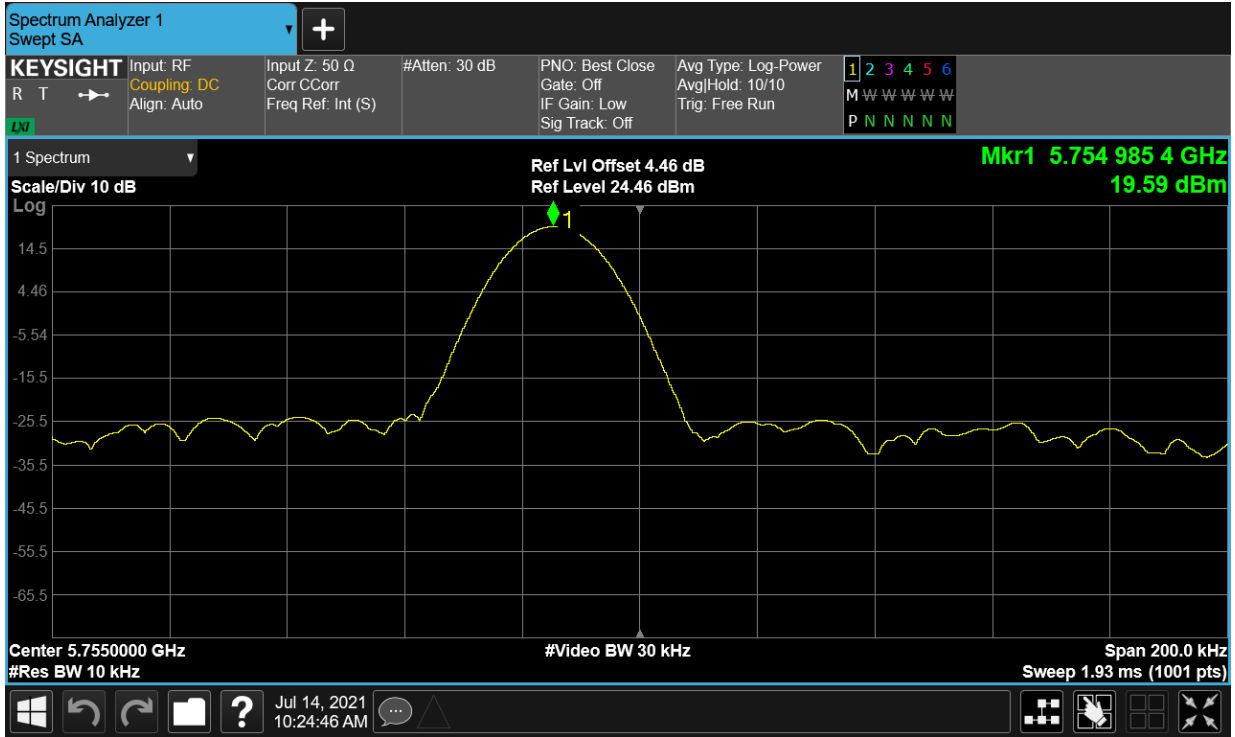 Spectrum Analyzer 1
Swept SA
KEYSIGHT
R T
LXI
Input: RF
Coupling: DC
Align: Auto
Input Z: 50 Ω
Corr CCorr
Freq Ref: Int (S)
#Atten: 30 dB
PNO: Best Close
Gate: Off
IF Gain: Low
Sig Track: Off
Avg Type: Log-Power
Avg|Hold: 10/10
Trig: Free Run
1 2 3 4 5 6
M W W W W W
P N N N N N N
1 Spectrum
Scale/Div 10 dB
Ref Lvl Offset 4.46 dB
Ref Level 24.46 dBm
Mkr1 5.754 985 4 GHz
19.59 dBm
Log
1
14.5
4.46
-5.54
-15.5
-25.5
-35.5
-45.5
-55.5
-65.5
Center 5.7550000 GHz
#Video BW 30 kHz
Span 200.0 kHz
#Res BW 10 kHz
Sweep 1.93 ms (1001 pts)
?
Jul 14, 2021
10:24:46 AM